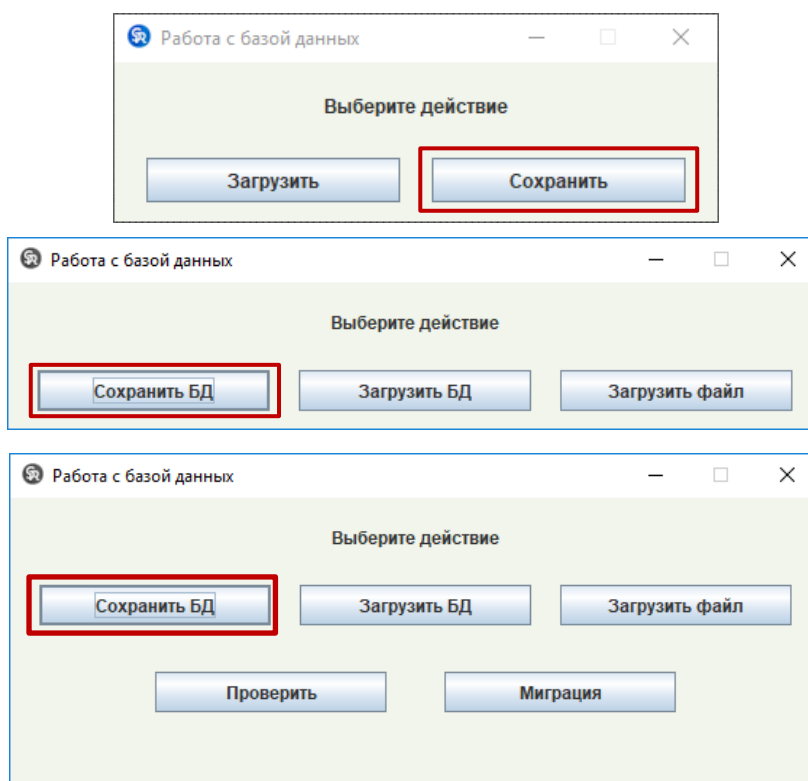 Работа с базой данных
Выберите действие
Загрузить Сохранить
Работа с базой данных
Выберите действие
Сохранить БД Загрузить БД Загрузить файл
Работа с базой данных
Выберите действие
Сохранить БД Загрузить БД Загрузить файл
Проверить Миграция